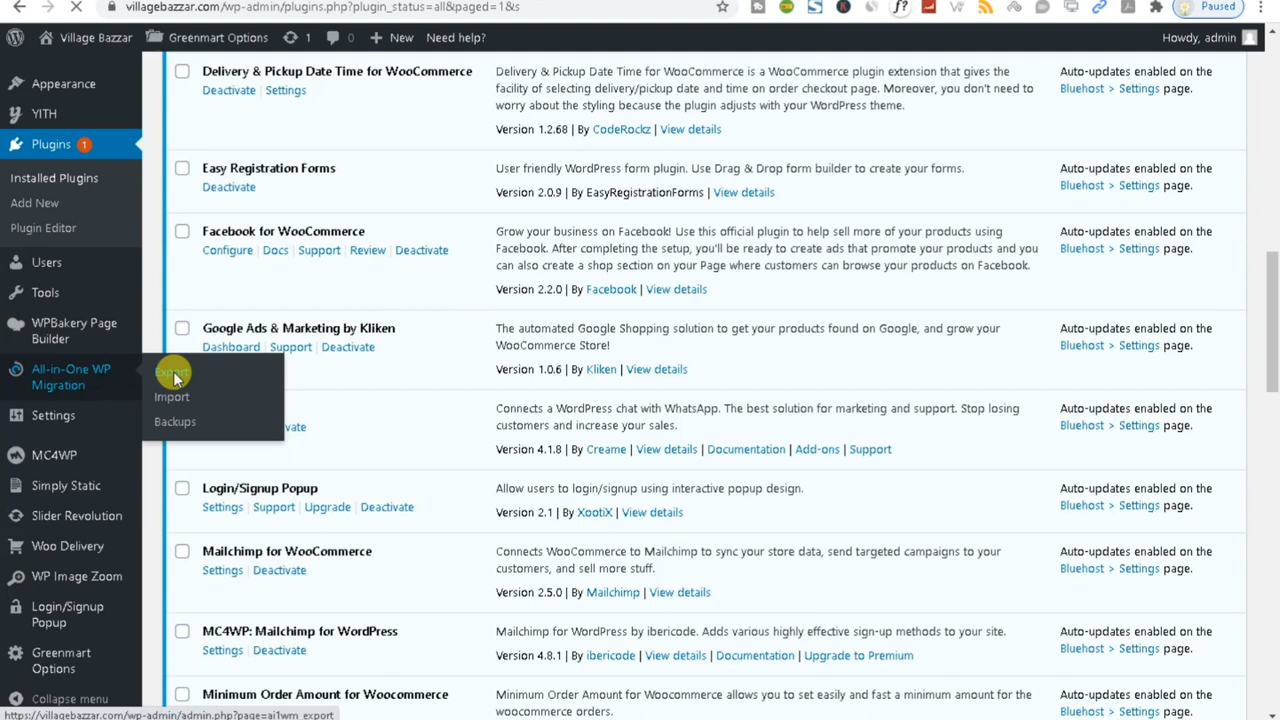 villagebazzar.com/wp-admin/plugins.php?plugin_status=all&paged=1&s
Paused
Village Bazzar
Greenmart Options
1
0
New
Need help?
Howdy, admin
Appearance
YITH
Plugins 1
Installed Plugins
Add New
Plugin Editor
Users
Tools
WPBakery Page
Builder
All-in-One WP
Migration
Export
Import
Backups
Settings
MC4WP
Simply Static
Slider Revolution
Woo Delivery
WP Image Zoom
Login/Signup
Popup
Greenmart
Options
Collapse menu
Delivery & Pickup Date Time for WooCommerce
Deactivate | Settings
Delivery & Pickup Date Time for WooCommerce is a WooCommerce plugin extension that gives the
facility of selecting delivery/pickup date and time on order checkout page. Moreover, you don't need to
worry about the styling because the plugin adjusts with your WordPress theme.
Version 1.2.68 | By CodeRockz | View details
Auto-updates enabled on the
Bluehost > Settings page.
Easy Registration Forms
Deactivate
User friendly WordPress form plugin. Use Drag & Drop form builder to create your forms.
Version 2.0.9 | By EasyRegistrationForms | View details
Auto-updates enabled on the
Bluehost > Settings page.
Facebook for WooCommerce
Configure | Docs | Support | Review | Deactivate
Grow your business on Facebook! Use this official plugin to help sell more of your products using
Facebook. After completing the setup, you'll be ready to create ads that promote your products and you
can also create a shop section on your Page where customers can browse your products on Facebook.
Version 2.2.0 | By Facebook | View details
Auto-updates enabled on the
Bluehost > Settings page.
Google Ads & Marketing by Kliken
Dashboard | Support | Deactivate
The automated Google Shopping solution to get your products found on Google, and grow your
WooCommerce Store!
Version 1.0.6 | By Kliken | View details
Auto-updates enabled on the
Bluehost > Settings page.
vate
Connects a WordPress chat with WhatsApp. The best solution for marketing and support. Stop losing
customers and increase your sales.
Version 4.1.8 | By Creame | View details | Documentation | Add-ons | Support
Auto-updates enabled on the
Bluehost > Settings page.
Login/Signup Popup
Settings | Support | Upgrade | Deactivate
Allow users to login/signup using interactive popup design.
Version 2.1 | By XootiX | View details
Auto-updates enabled on the
Bluehost > Settings page.
Mailchimp for WooCommerce
Settings | Deactivate
Connects WooCommerce to Mailchimp to sync your store data, send targeted campaigns to your
customers, and sell more stuff.
Version 2.5.0 | By Mailchimp | View details
Auto-updates enabled on the
Bluehost > Settings page.
MC4WP: Mailchimp for WordPress
Settings | Deactivate
Mailchimp for WordPress by ibericode. Adds various highly effective sign-up methods to your site.
Version 4.8.1 | By ibericode | View details | Documentation | Upgrade to Premium
Auto-updates enabled on the
Bluehost > Settings page.
Minimum Order Amount for Woocommerce
Minimum Order Amount for Woocommerce allows you to set easily and fast a minimum amount for the
woocommerce orders.
Auto-updates enabled on the
Bluehost > Settings page.
https://villagebazzar.com/wp-admin/admin.php?page=ai1wm_export